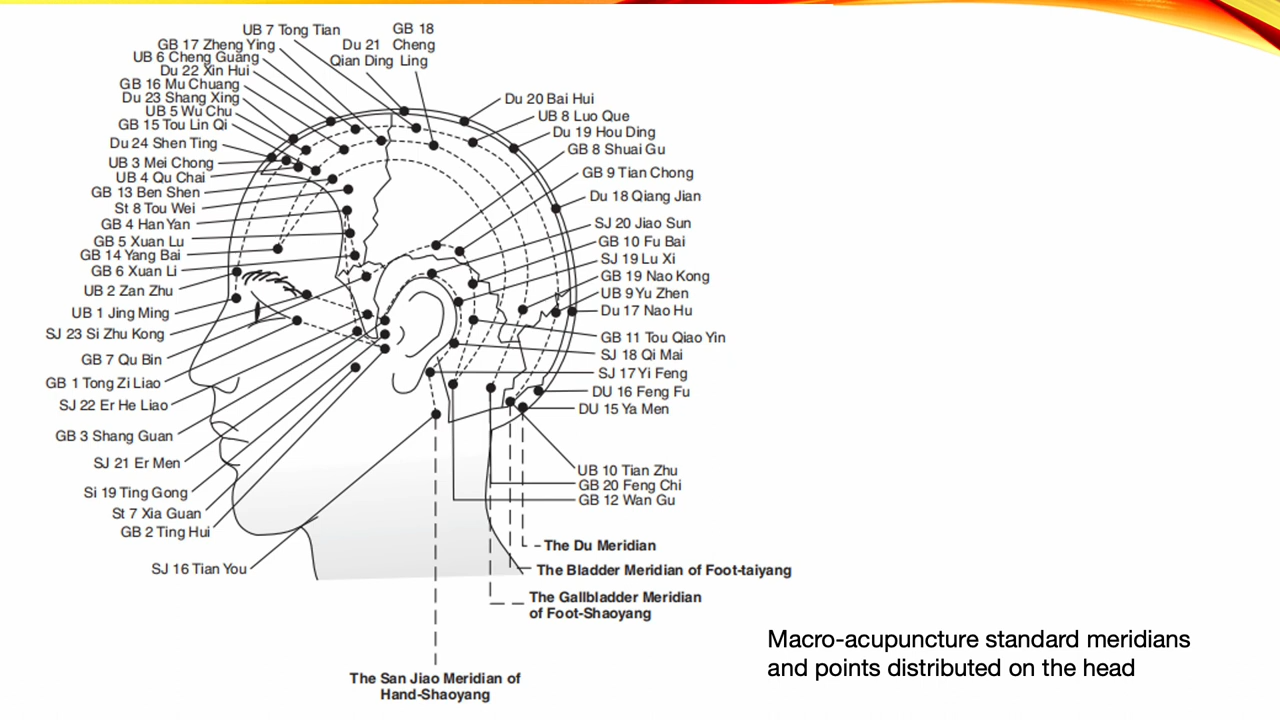 UB 7 Tong Tian
GB 17 Zheng Ying
UB 6 Cheng Guang
Du 22 Xin Hui
GB 16 Mu Chuang
Du 23 Shang Xing
UB 5 Wu Chu
GB 15 Tou Lin Qi
Du 24 Shen Ting
UB 3 Mei Chong
UB 4 Qu Chai
GB 13 Ben Shen
St 8 Tou Wei
GB 4 Han Yan
GB 5 Xuan Lu
GB 14 Yang Bai
GB 6 Xuan Li
UB 2 Zan Zhu
UB 1 Jing Ming
SJ 23 Si Zhu Kong
GB 7 Qu Bin
GB 1 Tong Zi Liao
SJ 22 Er He Liao
GB 3 Shang Guan
SJ 21 Er Men
Si 19 Ting Gong
St 7 Xia Guan
GB 2 Ting Hui
SJ 16 Tian You
Du 21
Qian Ding
GB 18
Cheng
Ling
Du 20 Bai Hui
UB 8 Luo Que
Du 19 Hou Ding
GB 8 Shuai Gu
GB 9 Tian Chong
Du 18 Qiang Jian
SJ 20 Jiao Sun
GB 10 Fu Bai
SJ 19 Lu Xi
GB 19 Nao Kong
UB 9 Yu Zhen
Du 17 Nao Hu
GB 11 Tou Qiao Yin
SJ 18 Qi Mai
SJ 17 Yi Feng
DU 16 Feng Fu
DU 15 Ya Men
UB 10 Tian Zhu
GB 20 Feng Chi
GB 12 Wan Gu
The Du Meridian
The Bladder Meridian of Foot-taiyang
The Gallbladder Meridian
of Foot-Shaoyang
The San Jiao Meridian of
Hand-Shaoyang
Macro-acupuncture standard meridians
and points distributed on the head